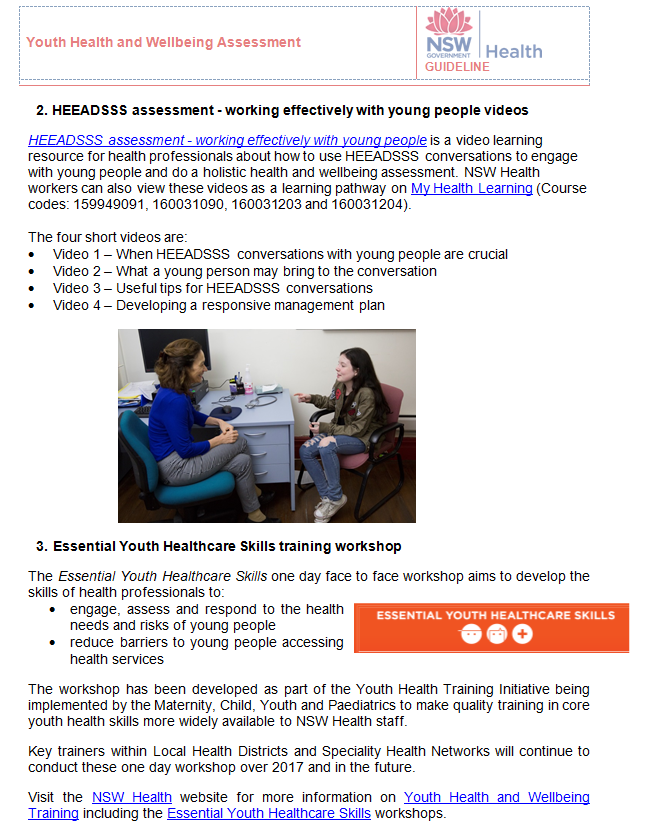 Youth Health and Wellbeing Assessment
NSW
GOVERNMENT
Health
GUIDELINE
2. HEEADSSS assessment - working effectively with young people videos
HEEADSSS assessment - working effectively with young people is a video learning
resource for health professionals about how to use HEEADSSS conversations to engage
with young people and do a holistic health and wellbeing assessment. NSW Health
workers can also view these videos as a learning pathway on My Health Learning (Course
codes: 159949091, 160031090, 160031203 and 160031204).
The four short videos are:
• Video 1 – When HEEADSSS conversations with young people are crucial
• Video 2 – What a young person may bring to the conversation
• Video 3 – Useful tips for HEEADSSS conversations
• Video 4 – Developing a responsive management plan
3. Essential Youth Healthcare Skills training workshop
The Essential Youth Healthcare Skills one day face to face workshop aims to develop the
skills of health professionals to:
• engage, assess and respond to the health
needs and risks of young people
• reduce barriers to young people accessing
health services
ESSENTIAL YOUTH HEALTHCARE SKILLS
The workshop has been developed as part of the Youth Health Training Initiative being
implemented by the Maternity, Child, Youth and Paediatrics to make quality training in core
youth health skills more widely available to NSW Health staff.
Key trainers within Local Health Districts and Speciality Health Networks will continue to
conduct these one day workshop over 2017 and in the future.
Visit the NSW Health website for more information on Youth Health and Wellbeing
Training including the Essential Youth Healthcare Skills workshops.